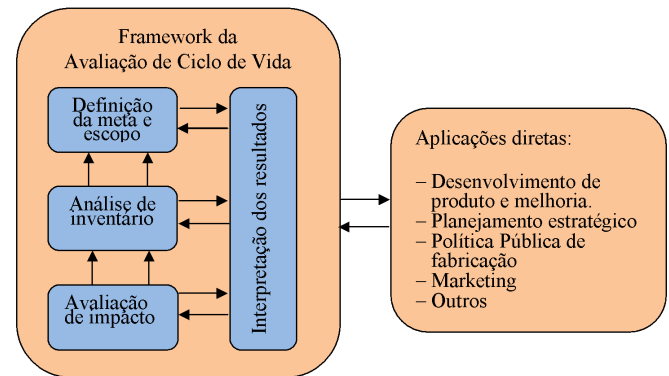 Framework da
Avaliação de Ciclo de Vida
Definição
da meta e
escopo
Análise de
inventário
Avaliação
de impacto
Interpretação dos resultados
Aplicações diretas:
– Desenvolvimento de
produto e melhoria.
– Planejamento estratégico
– Política Pública de
fabricação
– Marketing
– Outros